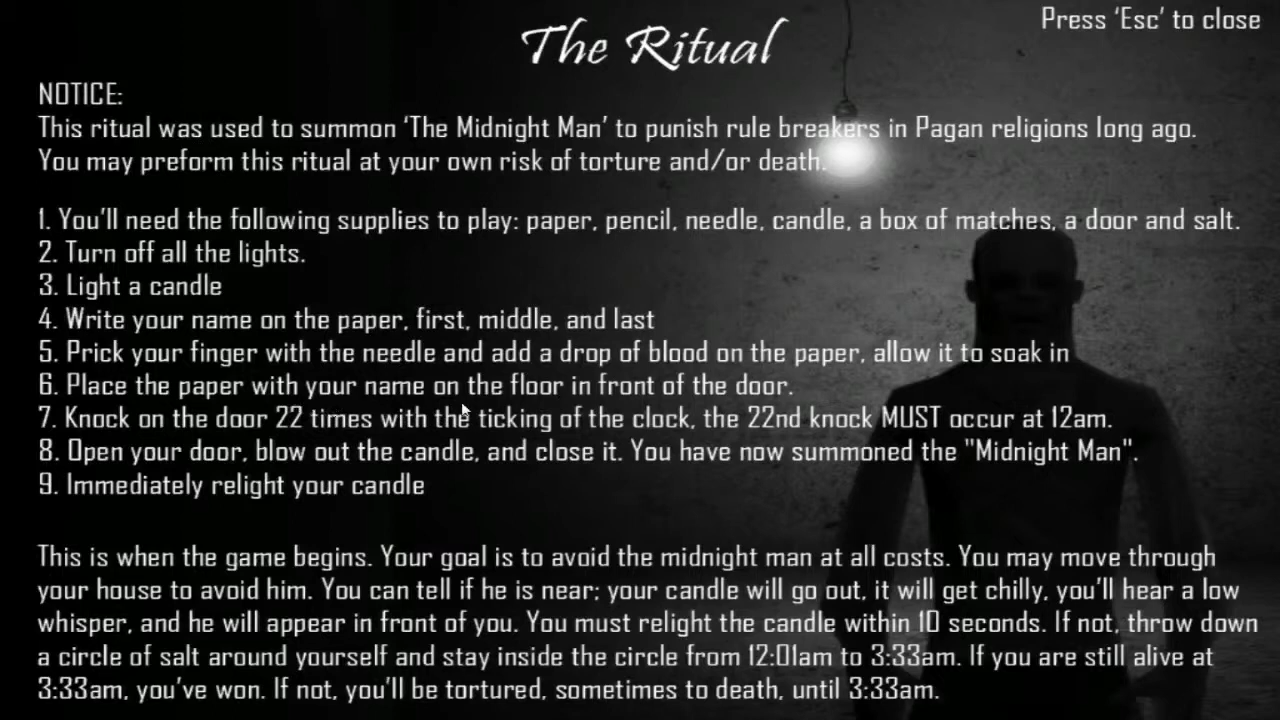 Press ‘Esc’ to close
The Ritual
NOTICE:
This ritual was used to summon ‘The Midnight Man’ to punish rule breakers in Pagan religions long ago.
You may preform this ritual at your own risk of torture and/or death.
1. You’ll need the following supplies to play: paper, pencil, needle, candle, a box of matches, a door and salt.
2. Turn off all the lights.
3. Light a candle
4. Write your name on the paper, first, middle, and last
5. Prick your finger with the needle and add a drop of blood on the paper, allow it to soak in
6. Place the paper with your name on the floor in front of the door.
7. Knock on the door 22 times with the ticking of the clock, the 22nd knock MUST occur at 12am.
8. Open your door, blow out the candle, and close it. You have now summoned the "Midnight Man".
9. Immediately relight your candle
This is when the game begins. Your goal is to avoid the midnight man at all costs. You may move through
your house to avoid him. You can tell if he is near; your candle will go out, it will get chilly, you’ll hear a low
whisper, and he will appear in front of you. You must relight the candle within 10 seconds. If not, throw down
a circle of salt around yourself and stay inside the circle from 12:01am to 3:33am. If you are still alive at
3:33am, you’ve won. If not, you’ll be tortured, sometimes to death, until 3:33am.